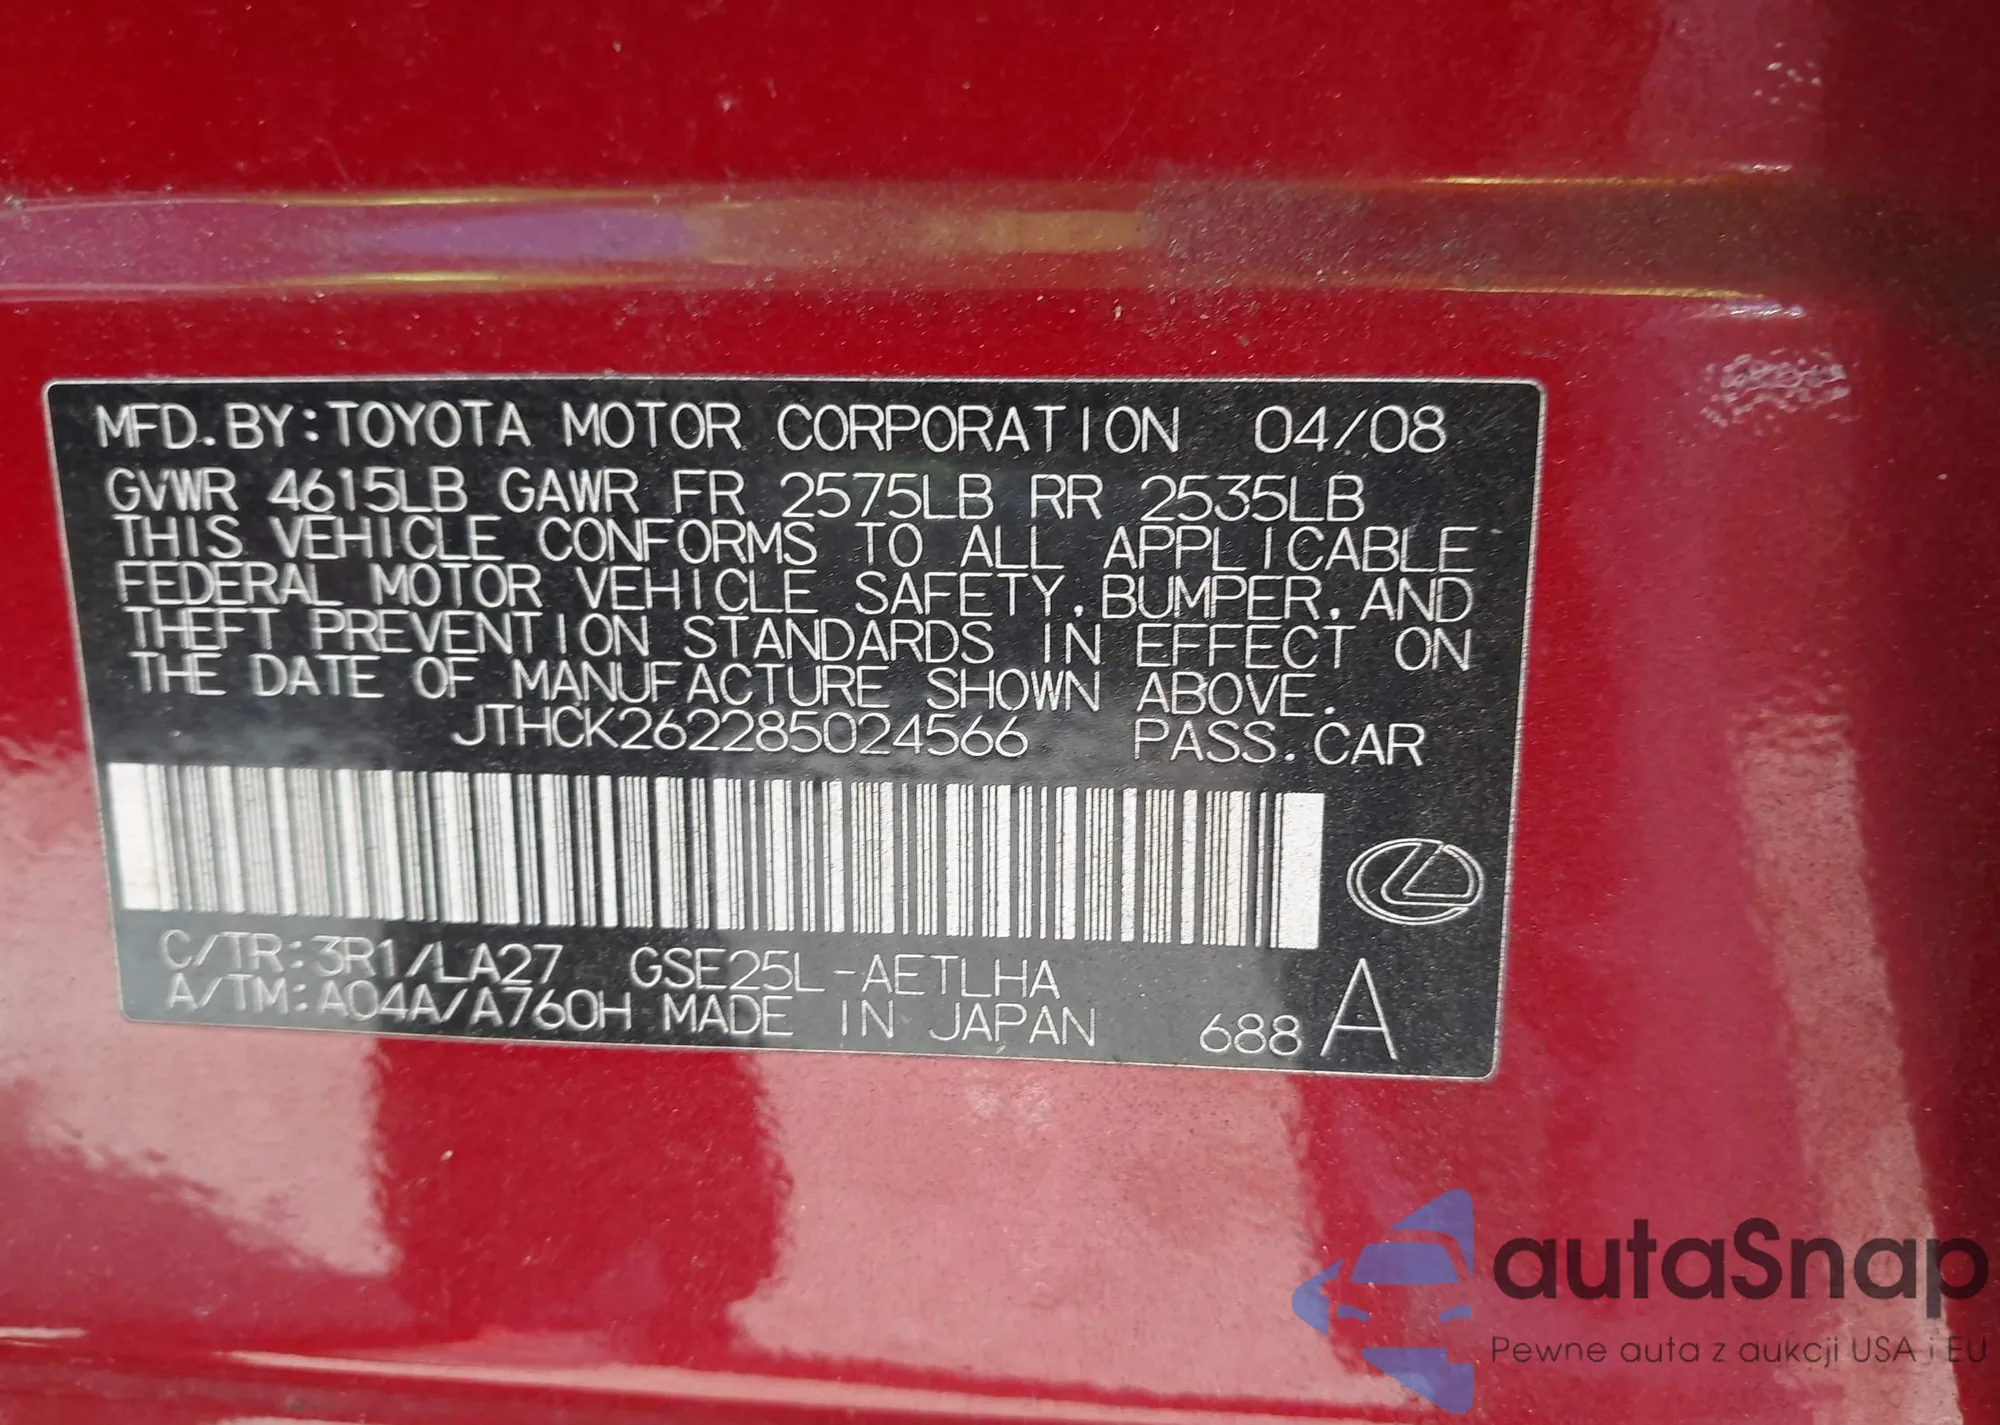 MFD. BY: TOYOTA MOTOR CORPORATION 04/08
GVWR 4615LB GAWR FR 2575LB RR 2535LB
THIS VEHICLE CONFORMS TO ALL APPLICABLE
FEDERAL MOTOR VEHICLE SAFETY, BUMPER, AND
THEFT PREVENTION STANDARDS IN EFFECT ON
THE DATE OF MANUFACTURE SHOWN ABOVE.
JTHCK262285024566 PASS. CAR
C/TR: 3R1/LA27 GSE25L-AETLHA
A/TM: A04A/A760H MADE IN JAPAN 688 A
autaSnap
Pewne auta z aukcji USA i EU